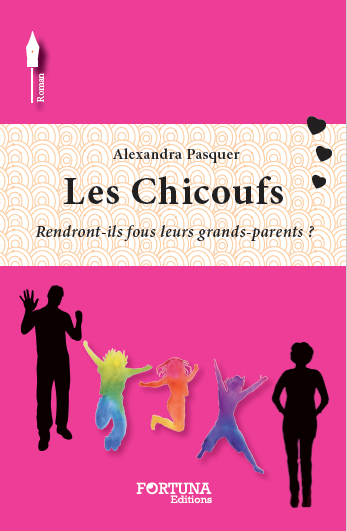 Roman
Alexandra Pasquer
Les Chicoufs
Rendront-ils fous leurs grands-parents ?
FORTUNA
Editions